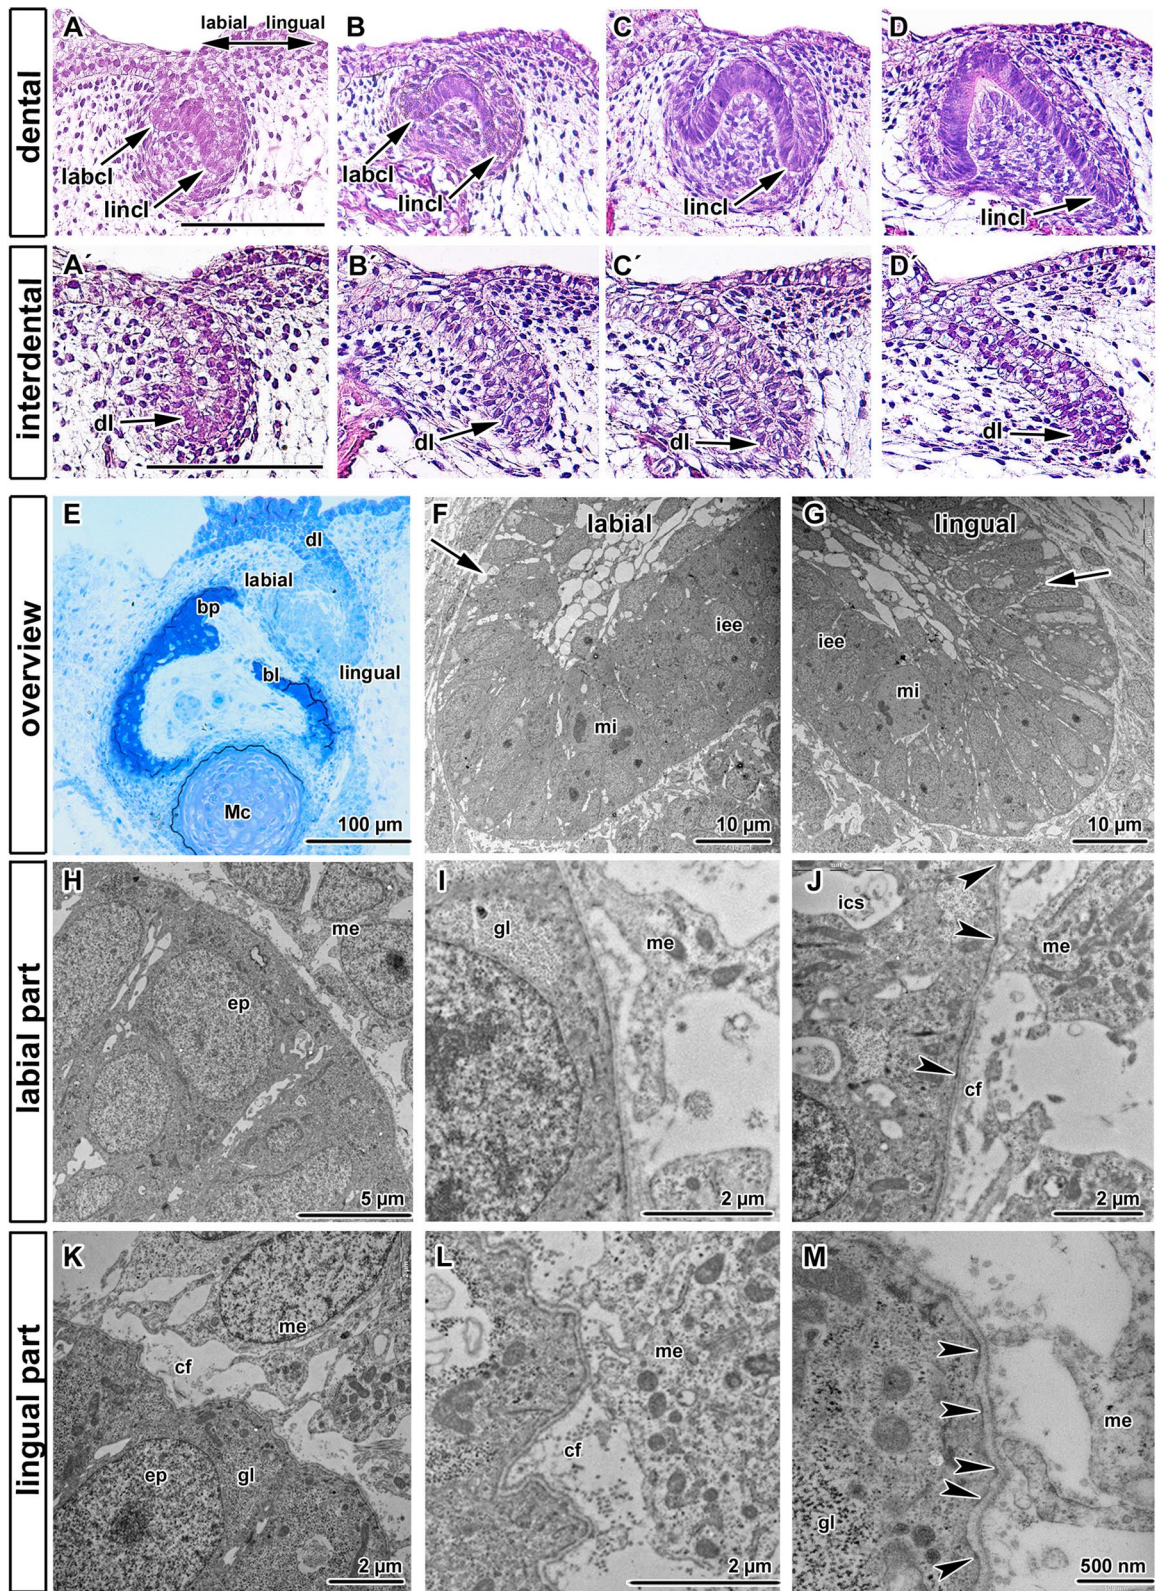 dental
A
labial lingual
labcl
lincl
B
labcl
lincl
C
lincl
D
lincl
interdental
A´
dl
B´
dl
C´
dl
D´
dl
overview
E
dl
labial
bp
bl
lingual
Mc
100 µm
F
labial
iee
mi
10 µm
G
lingual
iee
mi
10 µm
labial part
H
me
ep
5 µm
I
gl
me
2 µm
J
ics
me
cf
2 µm
lingual part
K
me
cf
ep
gl
2 µm
L
me
cf
2 µm
M
me
gl
500 nm